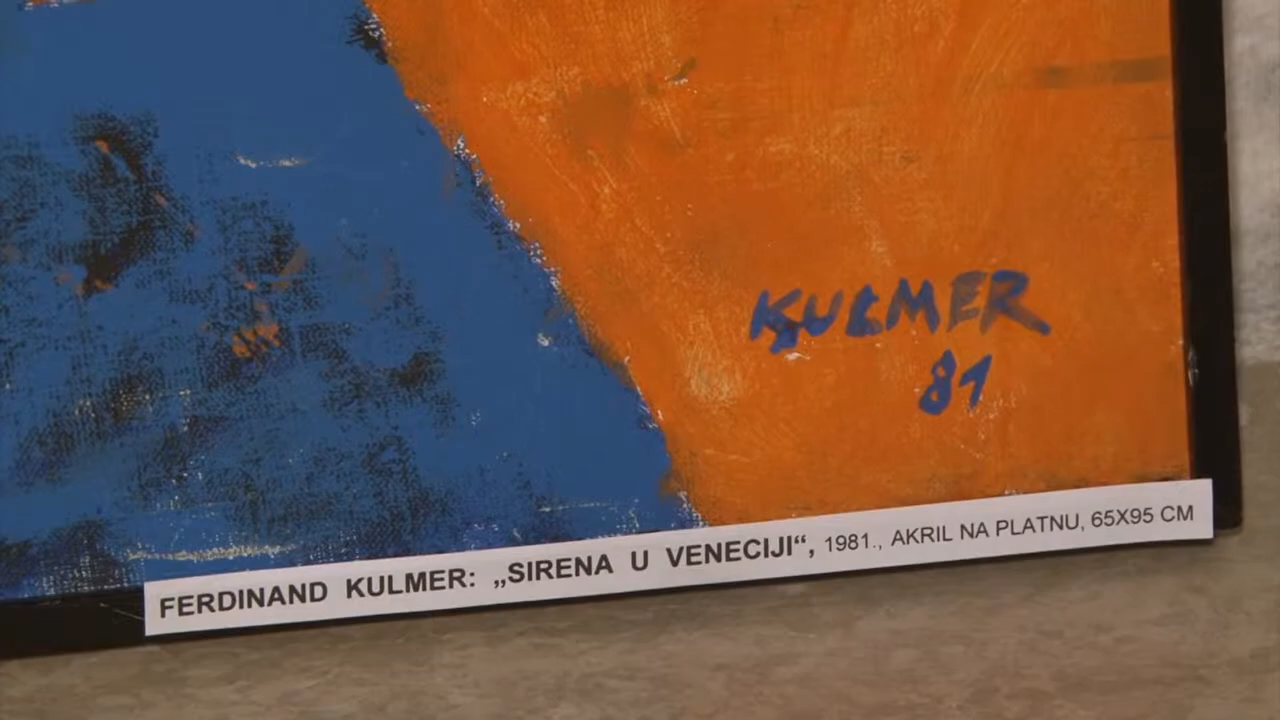 KULMER
81
FERDINAND KULMER: „SIRENA U VENECIJI“, 1981., AKRIL NA PLATNU, 65X95 CM